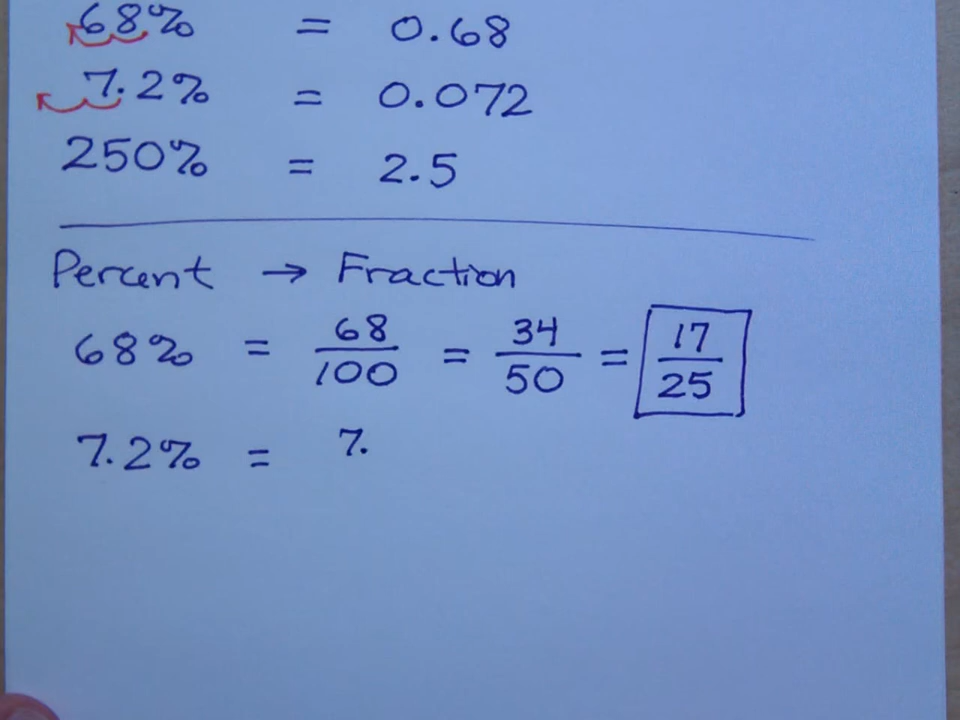 68% = 0.68
7.2% = 0.072
250% = 2.5
Percent → Fraction
68% = 68/100 = 34/50 = 17/25
7.2% = 7.